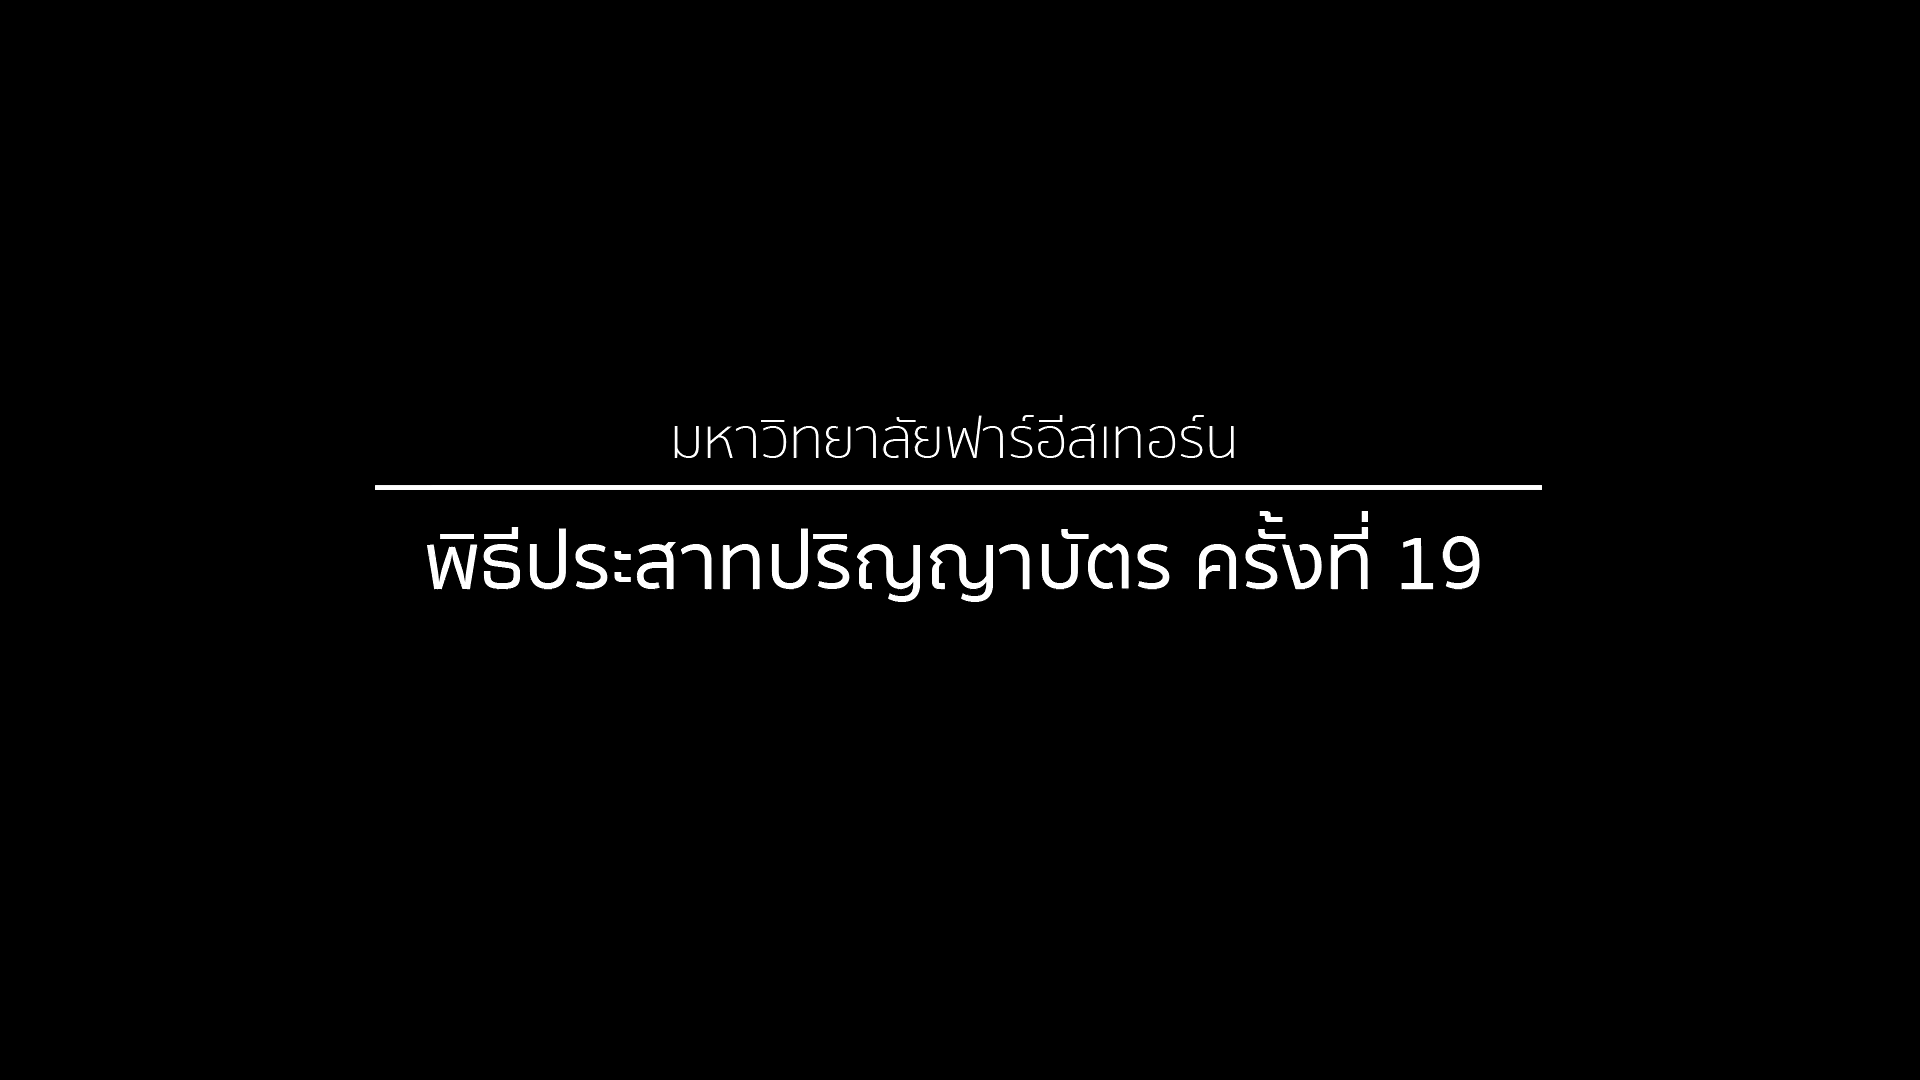 มหาวิทยาลัยฟาร์อีสเทอร์น
พิธีประสาทปริญญาบัตร ครั้งที่ 19